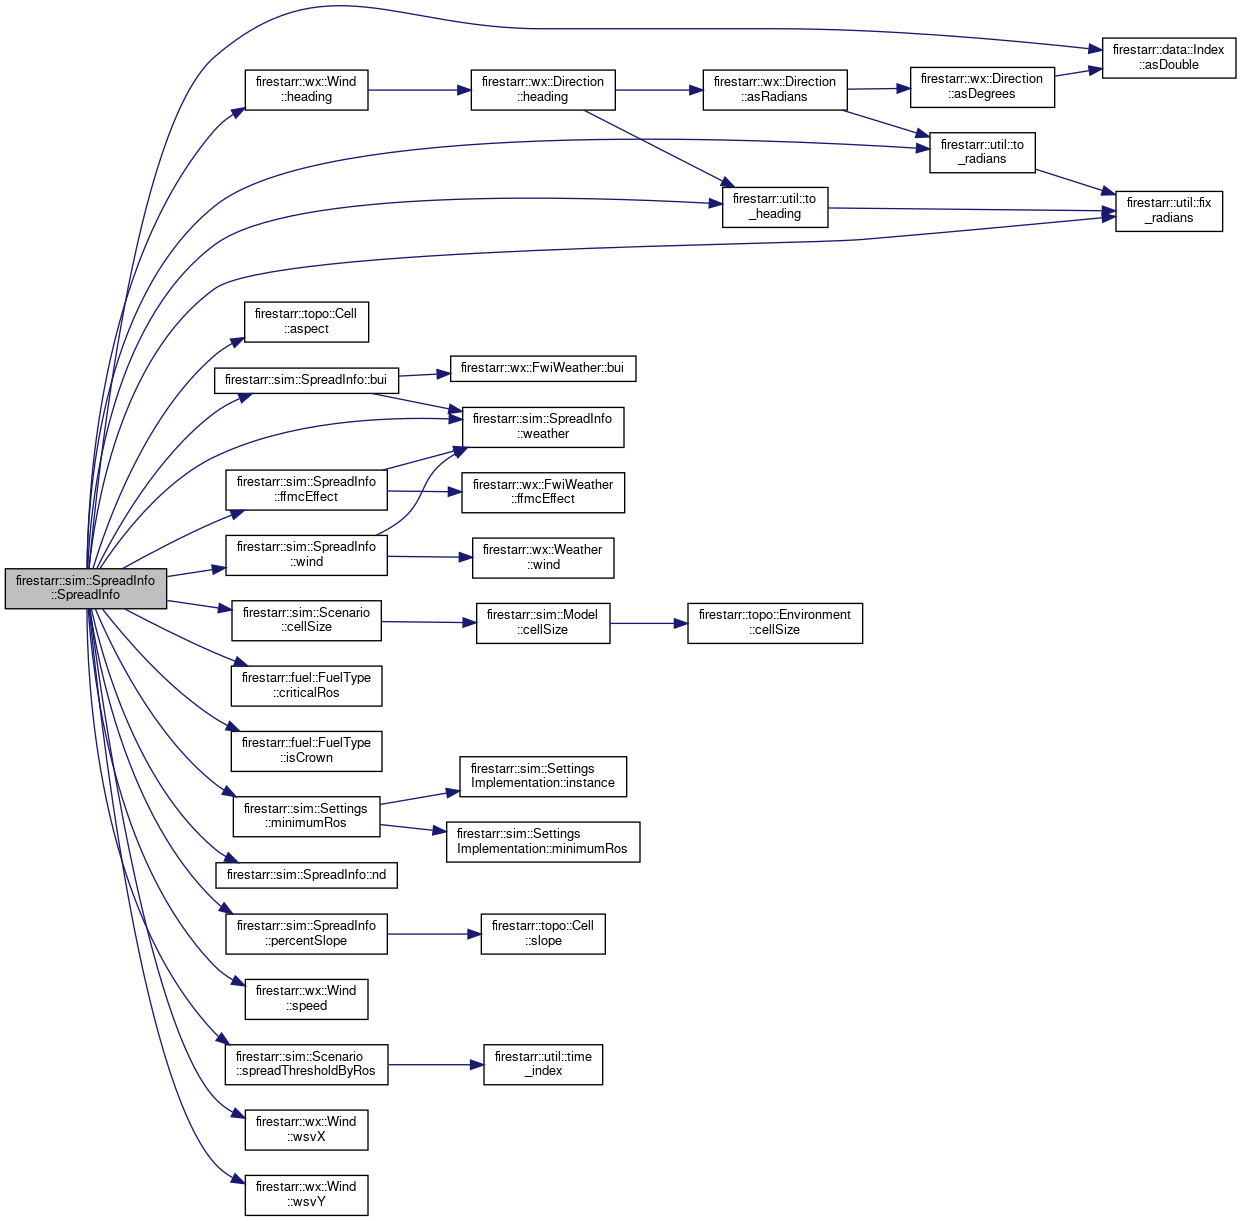 firestarr::sim::SpreadInfo
::SpreadInfo
firestarr::data::Index
::asDouble
firestarr::wx::Wind
::heading
firestarr::wx::Direction
::heading
firestarr::wx::Direction
::asRadians
firestarr::wx::Direction
::asDegrees
firestarr::util::to
_radians
firestarr::util::to
_heading
firestarr::util::fix
_radians
firestarr::topo::Cell
::aspect
firestarr::sim::SpreadInfo::bui
firestarr::wx::FwiWeather::bui
firestarr::sim::SpreadInfo
::weather
firestarr::sim::SpreadInfo
::ffmcEffect
firestarr::wx::FwiWeather
::ffmcEffect
firestarr::sim::SpreadInfo
::wind
firestarr::wx::Weather
::wind
firestarr::sim::Scenario
::cellSize
firestarr::sim::Model
::cellSize
firestarr::topo::Environment
::cellSize
firestarr::fuel::FuelType
::criticalRos
firestarr::fuel::FuelType
::isCrown
firestarr::sim::Settings
::minimumRos
firestarr::sim::Settings
Implementation::instance
firestarr::sim::Settings
Implementation::minimumRos
firestarr::sim::SpreadInfo::nd
firestarr::sim::SpreadInfo
::percentSlope
firestarr::topo::Cell
::slope
firestarr::wx::Wind
::speed
firestarr::sim::Scenario
::spreadThresholdByRos
firestarr::util::time
_index
firestarr::wx::Wind
::wsvX
firestarr::wx::Wind
::wsvY